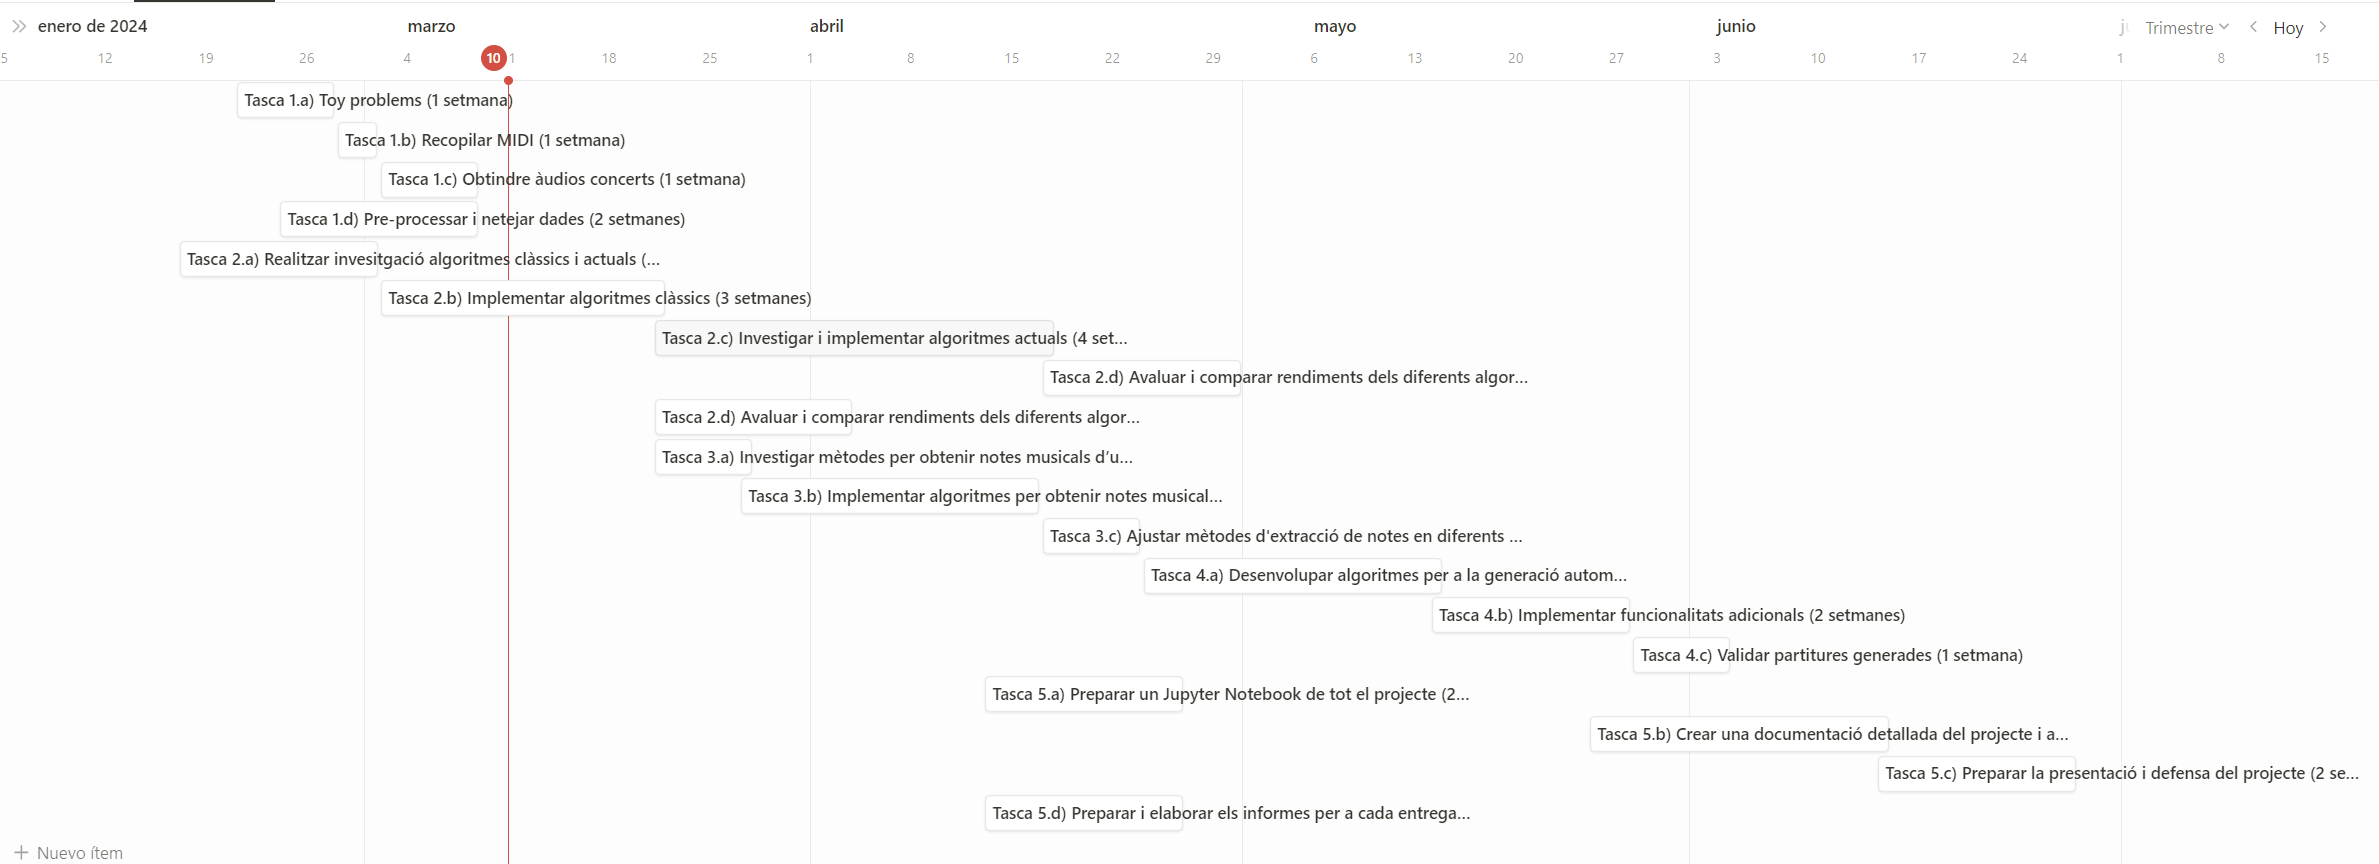 enero de 2024 marzo abril mayo junio Trimestre Hoy
5 12 19 26 4 10 1 18 25 1 8 15 22 29 6 13 20 27 3 10 17 24 1 8 15
Tasca 1.a) Toy problems (1 setmana)
Tasca 1.b) Recopilar MIDI (1 setmana)
Tasca 1.c) Obtindre àudios concerts (1 setmana)
Tasca 1.d) Pre-processar i netejar dades (2 setmanes)
Tasca 2.a) Realitzar invesitgació algoritmes clàssics i actuals (...
Tasca 2.b) Implementar algoritmes clàssics (3 setmanes)
Tasca 2.c) Investigar i implementar algoritmes actuals (4 set...
Tasca 2.d) Avaluar i comparar rendiments dels diferents algor...
Tasca 2.d) Avaluar i comparar rendiments dels diferents algor...
Tasca 3.a) Investigar mètodes per obtenir notes musicals d'u...
Tasca 3.b) Implementar algoritmes per obtenir notes musical...
Tasca 3.c) Ajustar mètodes d'extracció de notes en diferents ...
Tasca 4.a) Desenvolupar algoritmes per a la generació autom...
Tasca 4.b) Implementar funcionalitats adicionals (2 setmanes)
Tasca 4.c) Validar partitures generades (1 setmana)
Tasca 5.a) Preparar un Jupyter Notebook de tot el projecte (2...
Tasca 5.b) Crear una documentació detallada del projecte i a...
Tasca 5.c) Preparar la presentació i defensa del projecte (2 se...
Tasca 5.d) Preparar i elaborar els informes per a cada entrega...
Nuevo ítem